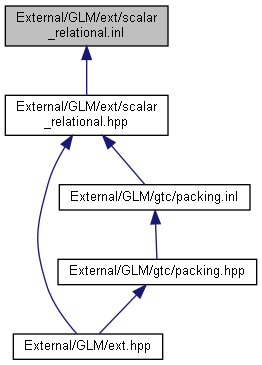 External/GLM/ext/scalar
_relational.inl
External/GLM/ext/scalar
_relational.hpp
External/GLM/gtc/packing.inl
External/GLM/gtc/packing.hpp
External/GLM/ext.hpp